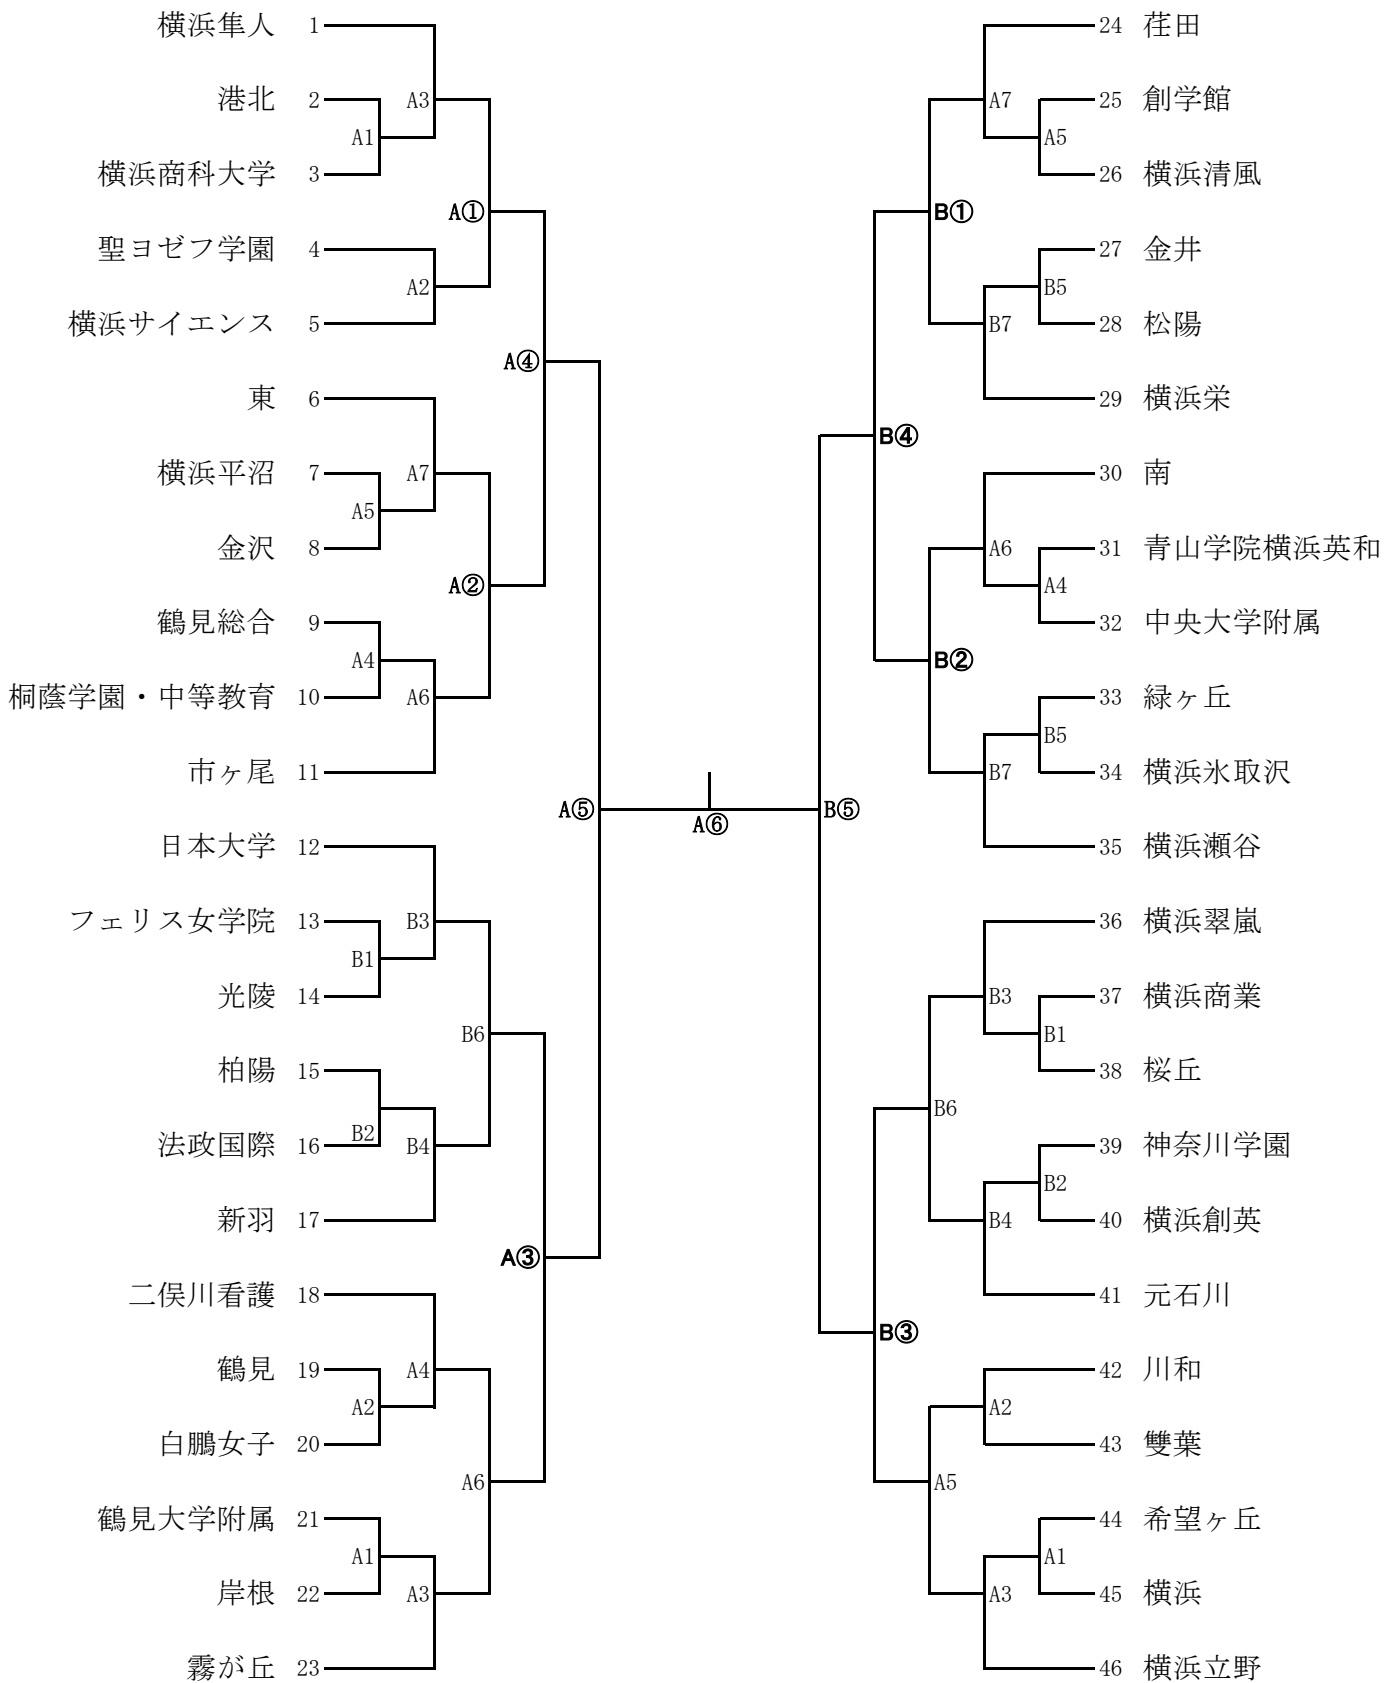 横浜隼人 1
港北 2
A3
A1
横浜商科大学 3
A①
聖ヨゼフ学園 4
A2
横浜サイエンス 5
A④
東 6
横浜平沼 7
A7
A5
金沢 8
A②
鶴見総合 9
A4
桐蔭学園・中等教育 10
A6
市ヶ尾 11
A⑤
日本大学 12
フェリス女学院 13
B3
B1
光陵 14
B6
柏陽 15
B2
法政国際 16
B4
新羽 17
A③
二俣川看護 18
鶴見 19
A4
A2
白鵬女子 20
A6
鶴見大学附属 21
A1
岸根 22
A3
霧が丘 23
A⑥
24 荏田
A7
25 創学館
A5
26 横浜清風
B①
27 金井
B5
B7
28 松陽
29 横浜栄
B④
30 南
A6
31 青山学院横浜英和
A4
32 中央大学附属
B②
33 緑ヶ丘
B5
B7
34 横浜氷取沢
B⑤
35 横浜瀬谷
36 横浜翠嵐
B3
37 横浜商業
B1
38 桜丘
B6
39 神奈川学園
B2
B4
40 横浜創英
41 元石川
B③
42 川和
A2
43 雙葉
A5
44 希望ヶ丘
A1
A3
45 横浜
46 横浜立野